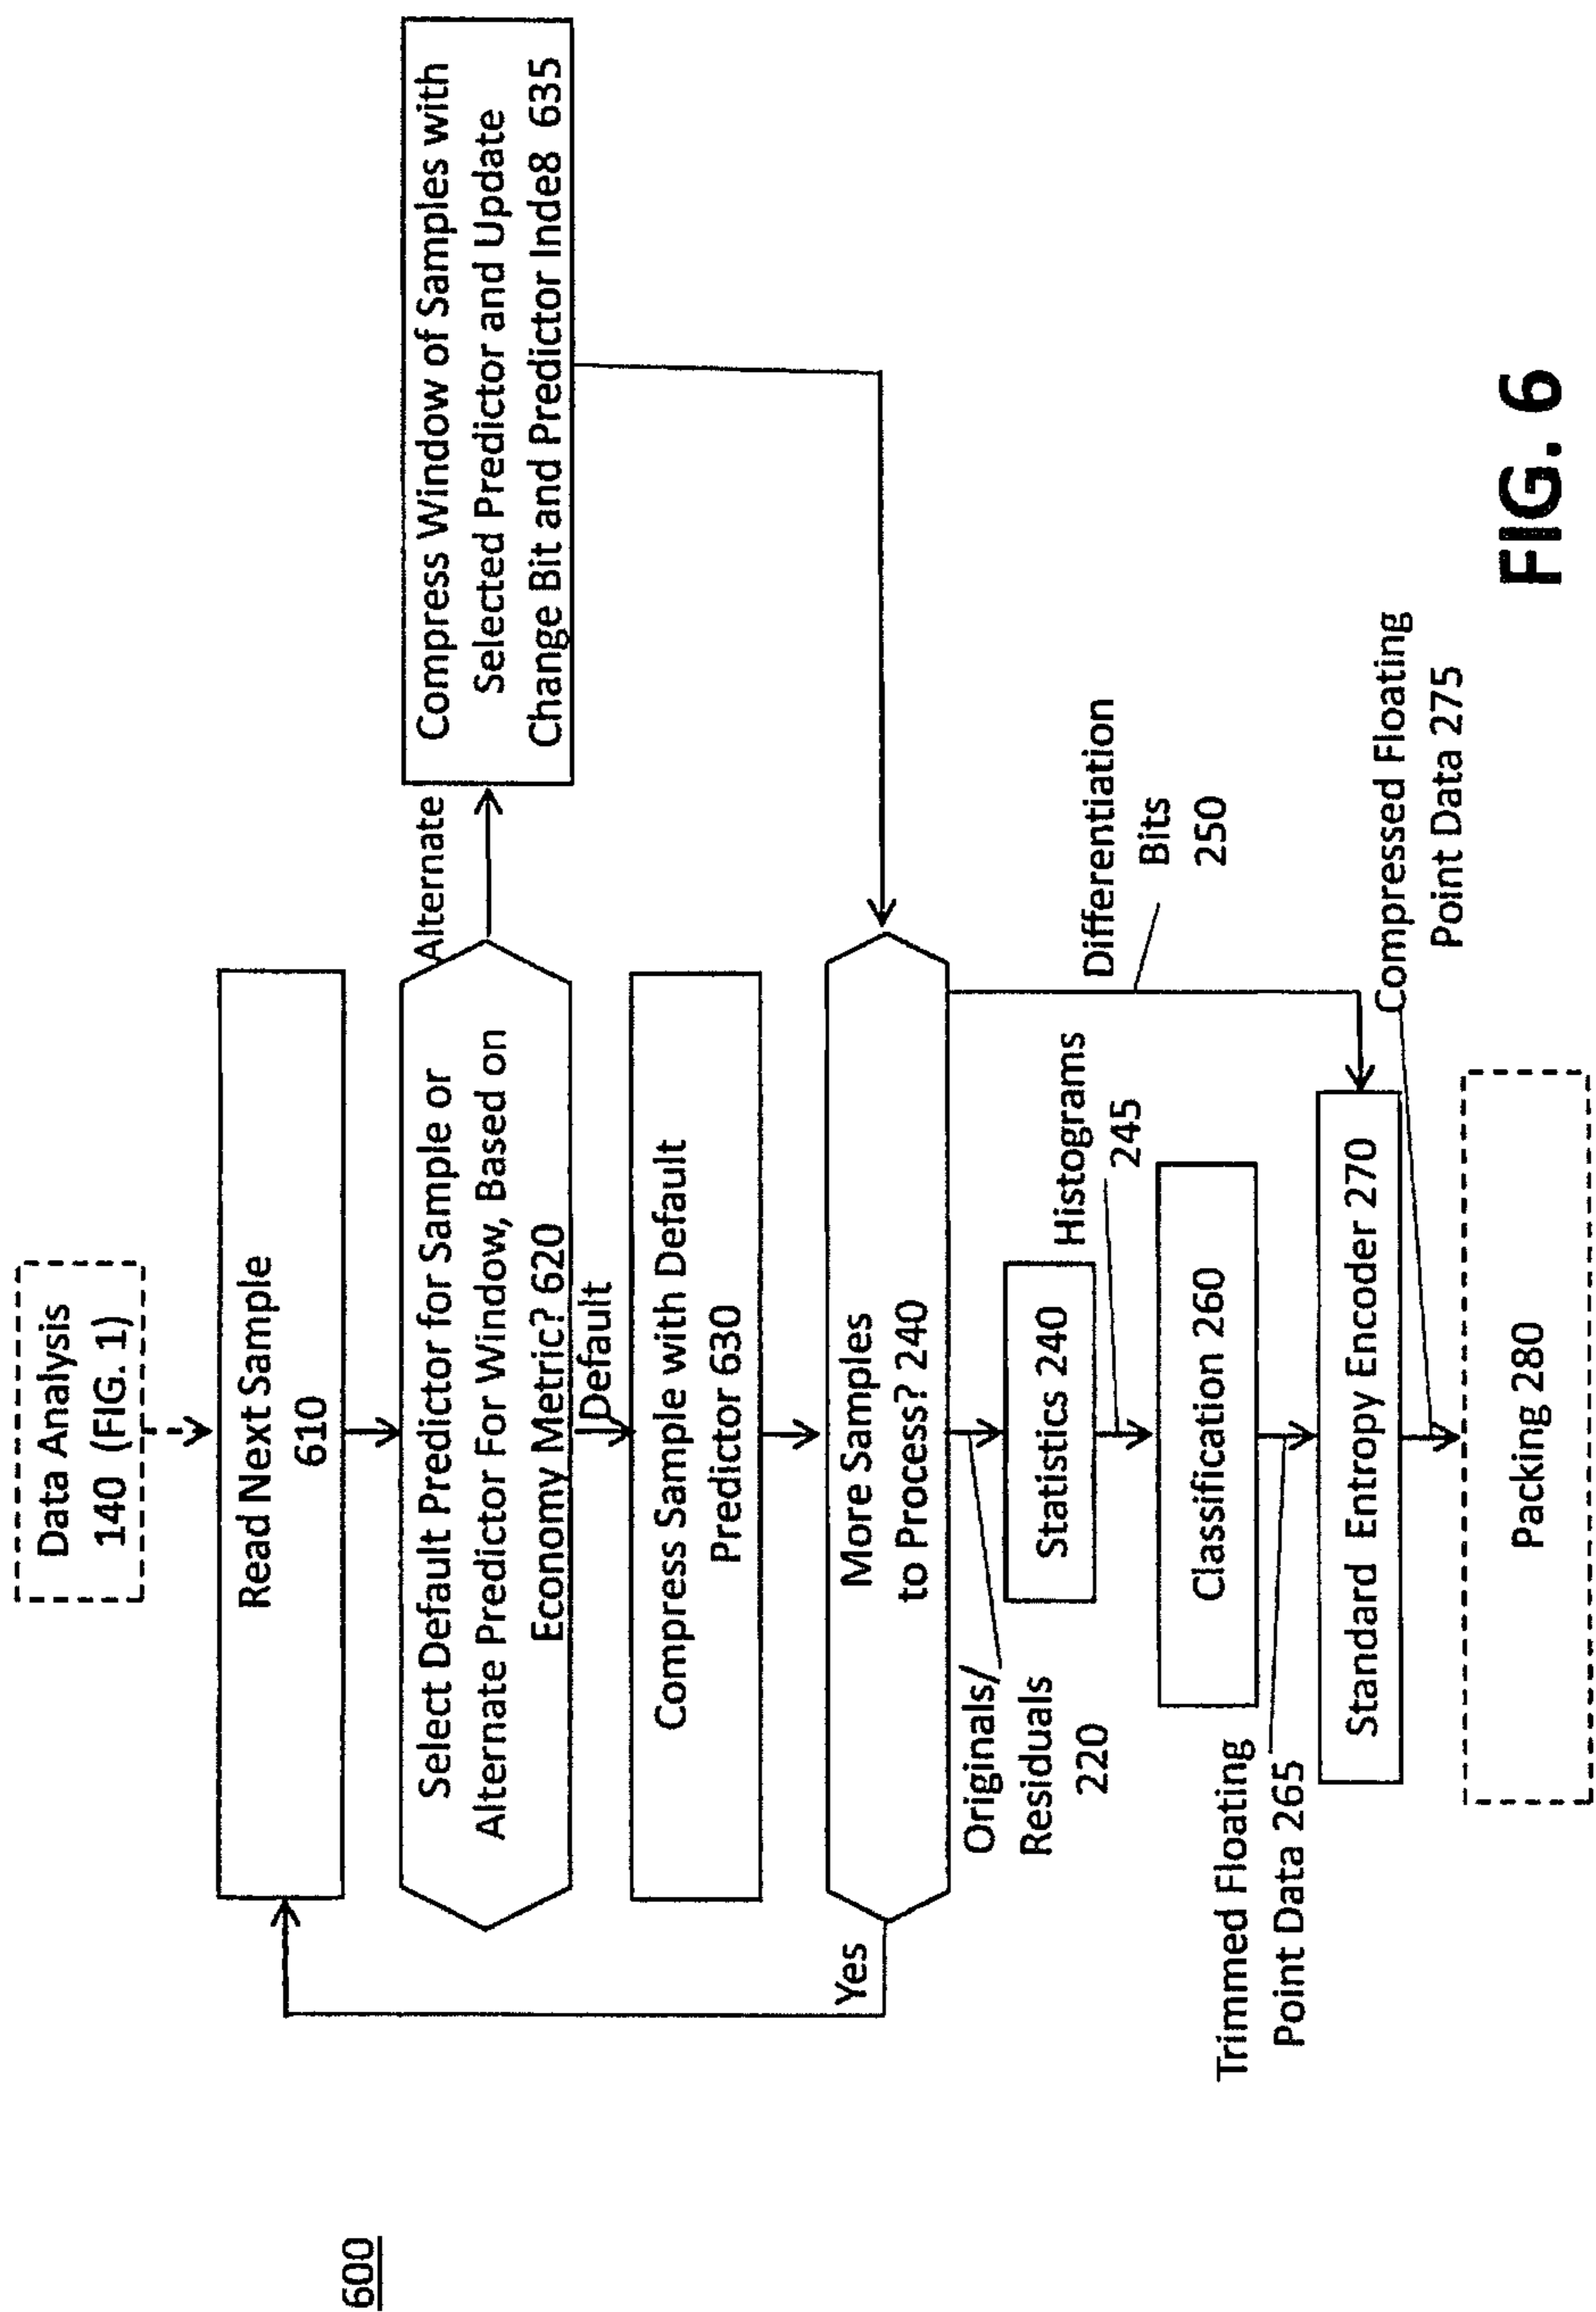 600
Data Analysis
140 (FIG. 1)
Read Next Sample
610
Select Default Predictor for Sample or
Alternate Predictor For Window, Based on
Economy Metric? 620
Alternate
Compress Window of Samples with
Selected Predictor and Update
Change Bit and Predictor Inde8 635
Default
Compress Sample with Default
Predictor 630
More Samples
to Process? 240
Yes
Originals/
Residuals
220
Statistics 240
Differentiation
Bits
250
Histograms
245
Classification 260
Trimmed Floating
Point Data 265
Standard Entropy Encoder 270
Compressed Floating
Point Data 275
Packing 280
FIG. 6